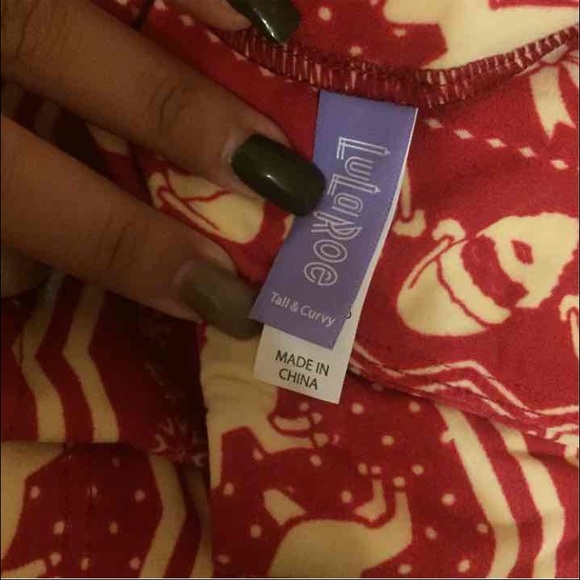 LuLaRoe
Tall & Curvy
MADE IN
CHINA